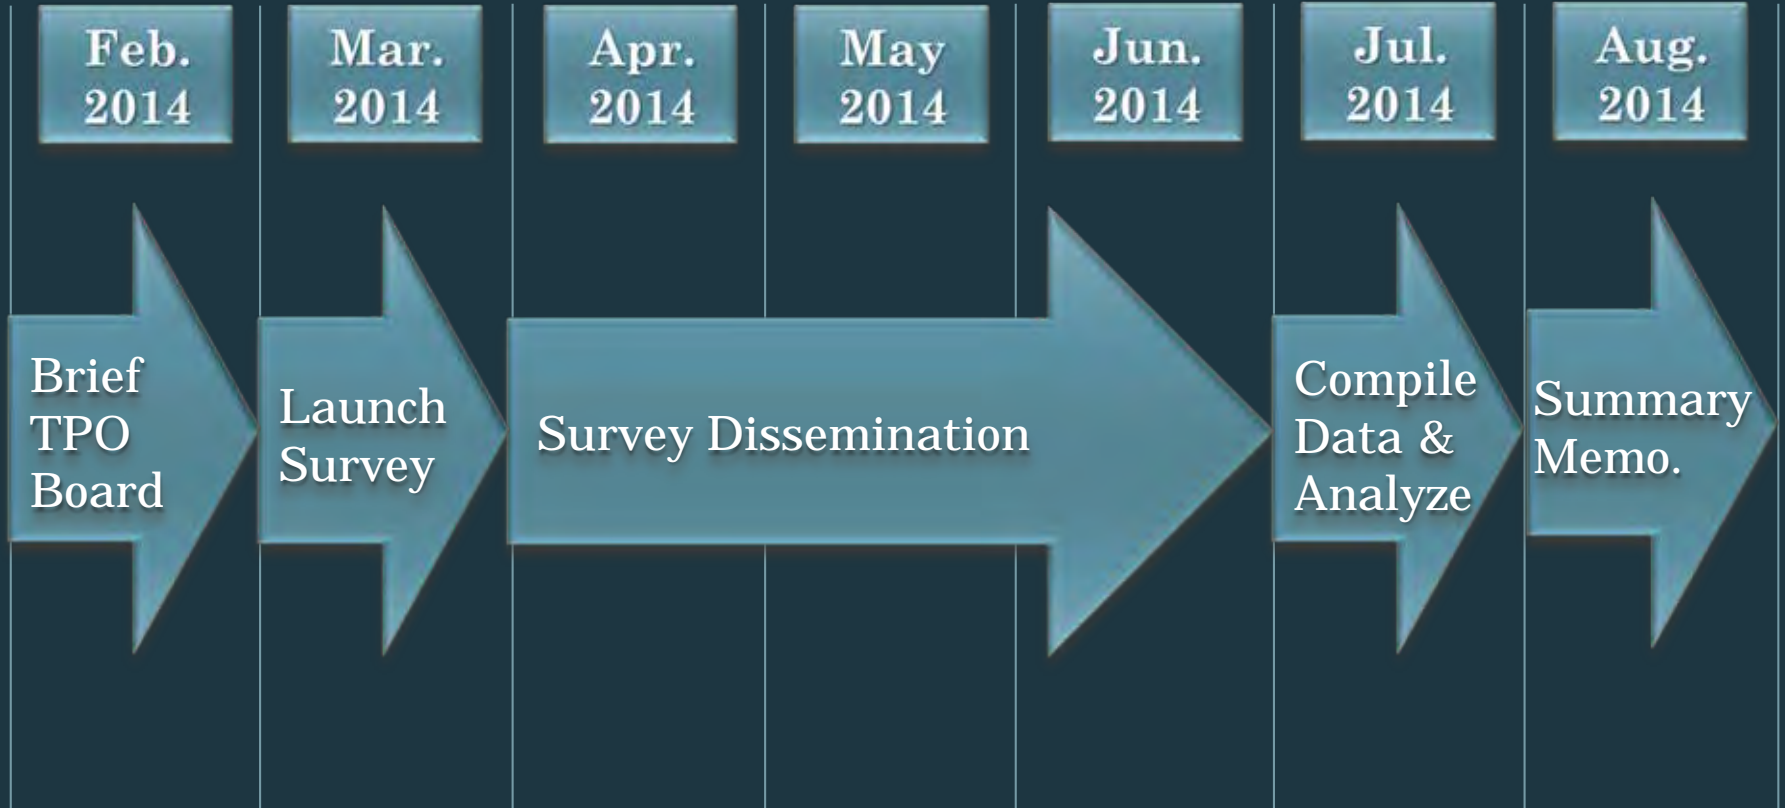 Feb.
2014
Mar.
2014
Apr.
2014
May
2014
Jun.
2014
Jul.
2014
Aug.
2014
Brief
TPO
Board
Launch
Survey
Survey Dissemination
Compile
Data &
Analyze
Summary
Memo.